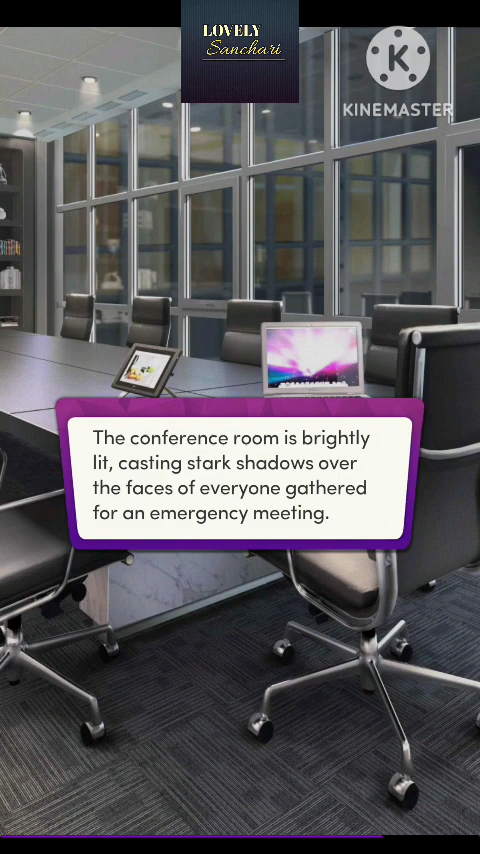 LOVELY
Sanchari
K
KINEMASTER
The conference room is brightly
lit, casting stark shadows over
the faces of everyone gathered
for an emergency meeting.